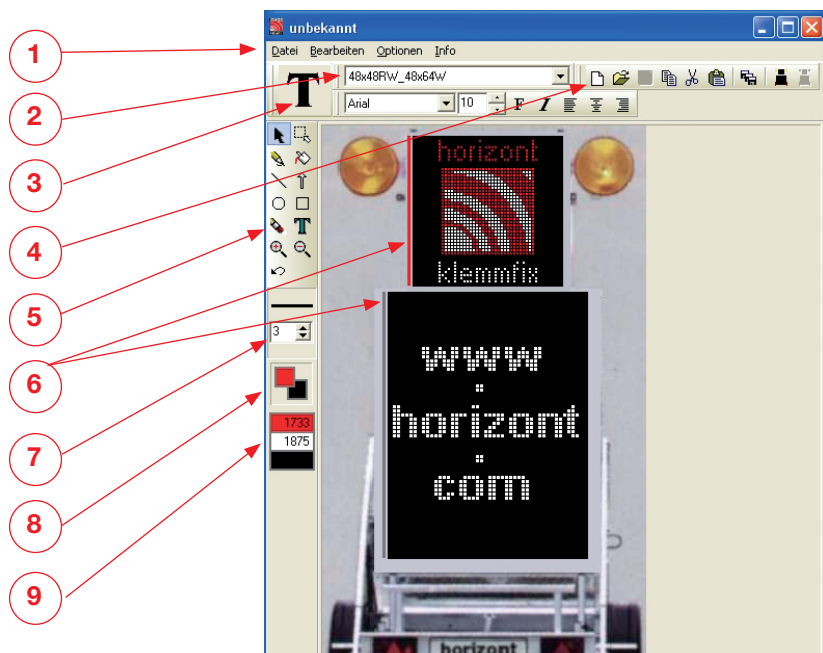 unbekannt
1
Datei Bearbeiten Optionen Info
T
48x48RW_48x64W
2
Arial 10 F I
3
horizont
4
klemmfix
5
3
www
6
.
horizont
7
1733
1875
.
com
8
9
horizont